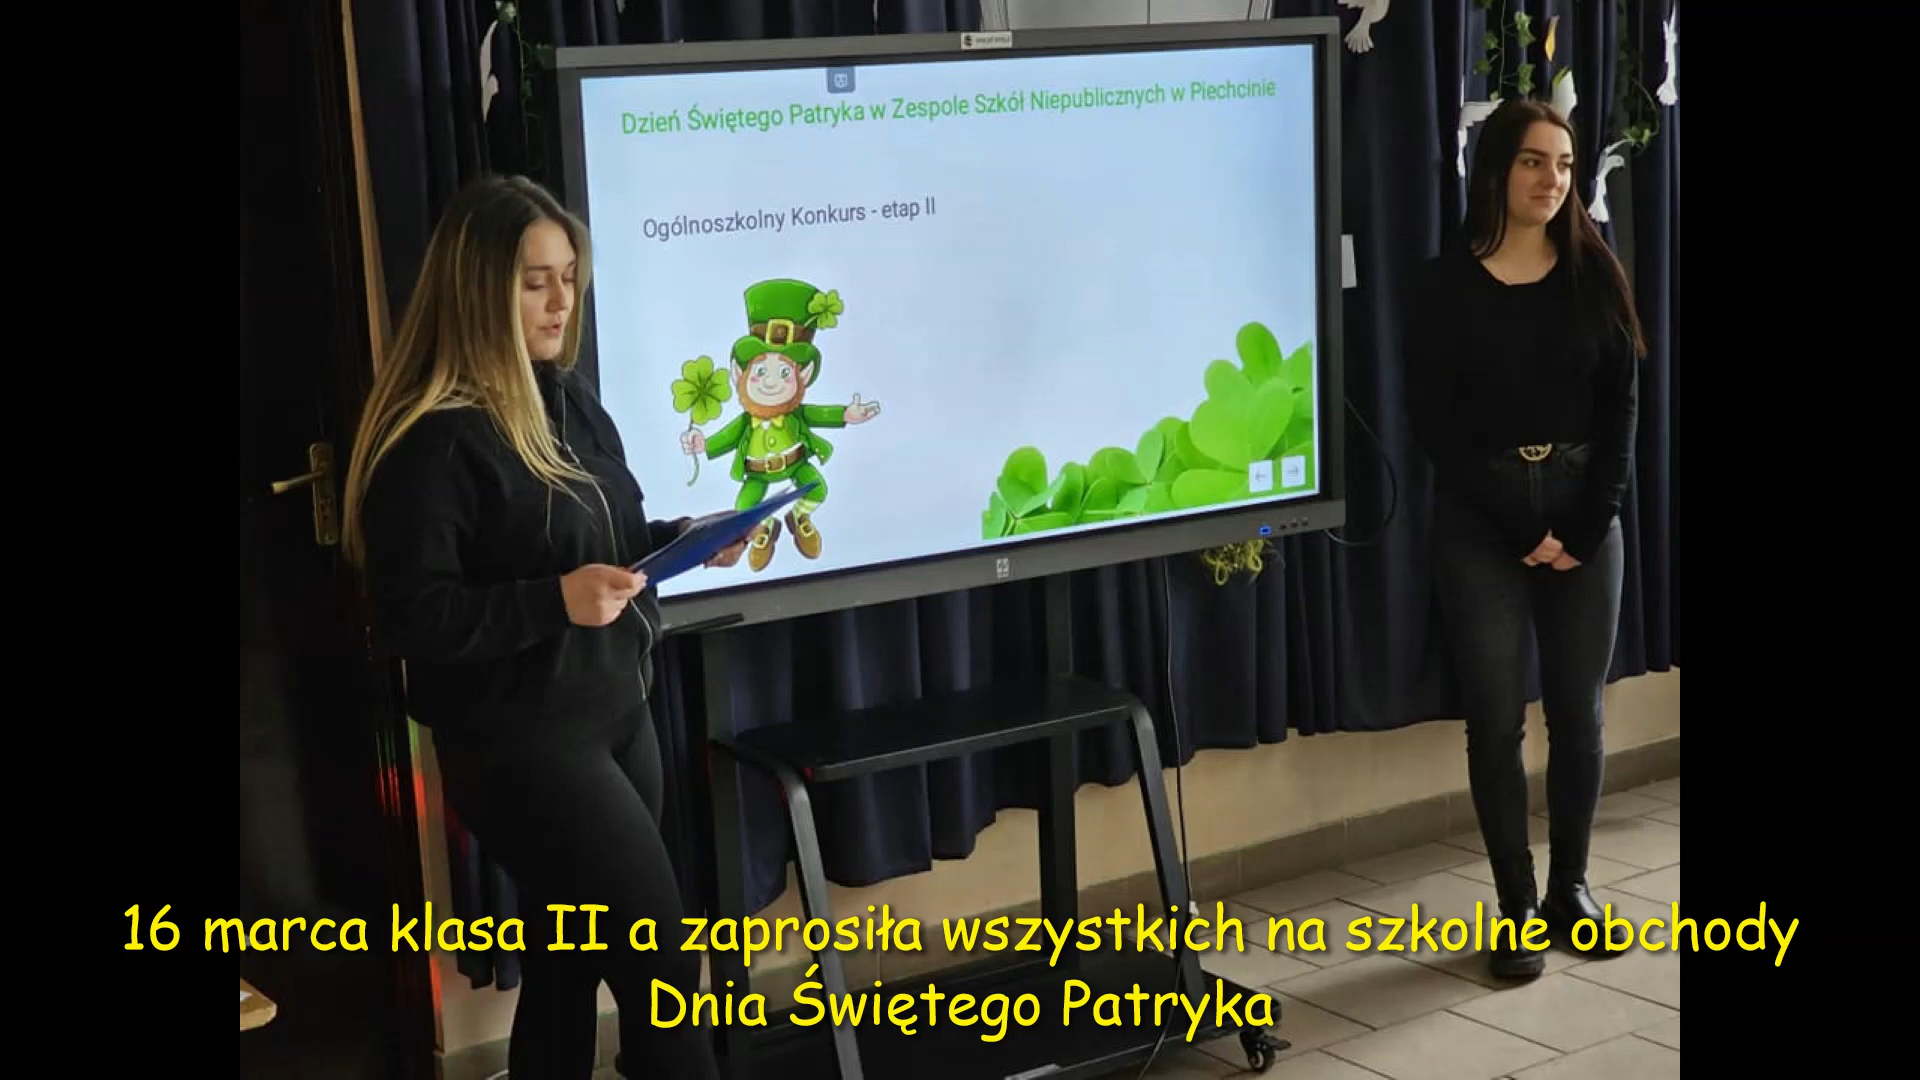 Dzień Świętego Patryka w Zespole Szkół Niepublicznych w Piechcinie
Ogólnoszkolny Konkurs - etap II
16 marca klasa II a zaprosiła wszystkich na szkolne obchody
Dnia Świętego Patryka